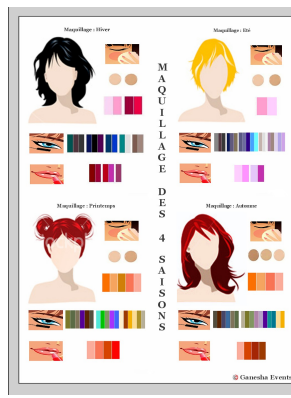 Maquillage : Hiver
Maquillage : Eté
MAQUILLAGE DES 4 SAISONS
Maquillage : Printemps
Maquillage : Automne
© Ganesha Events